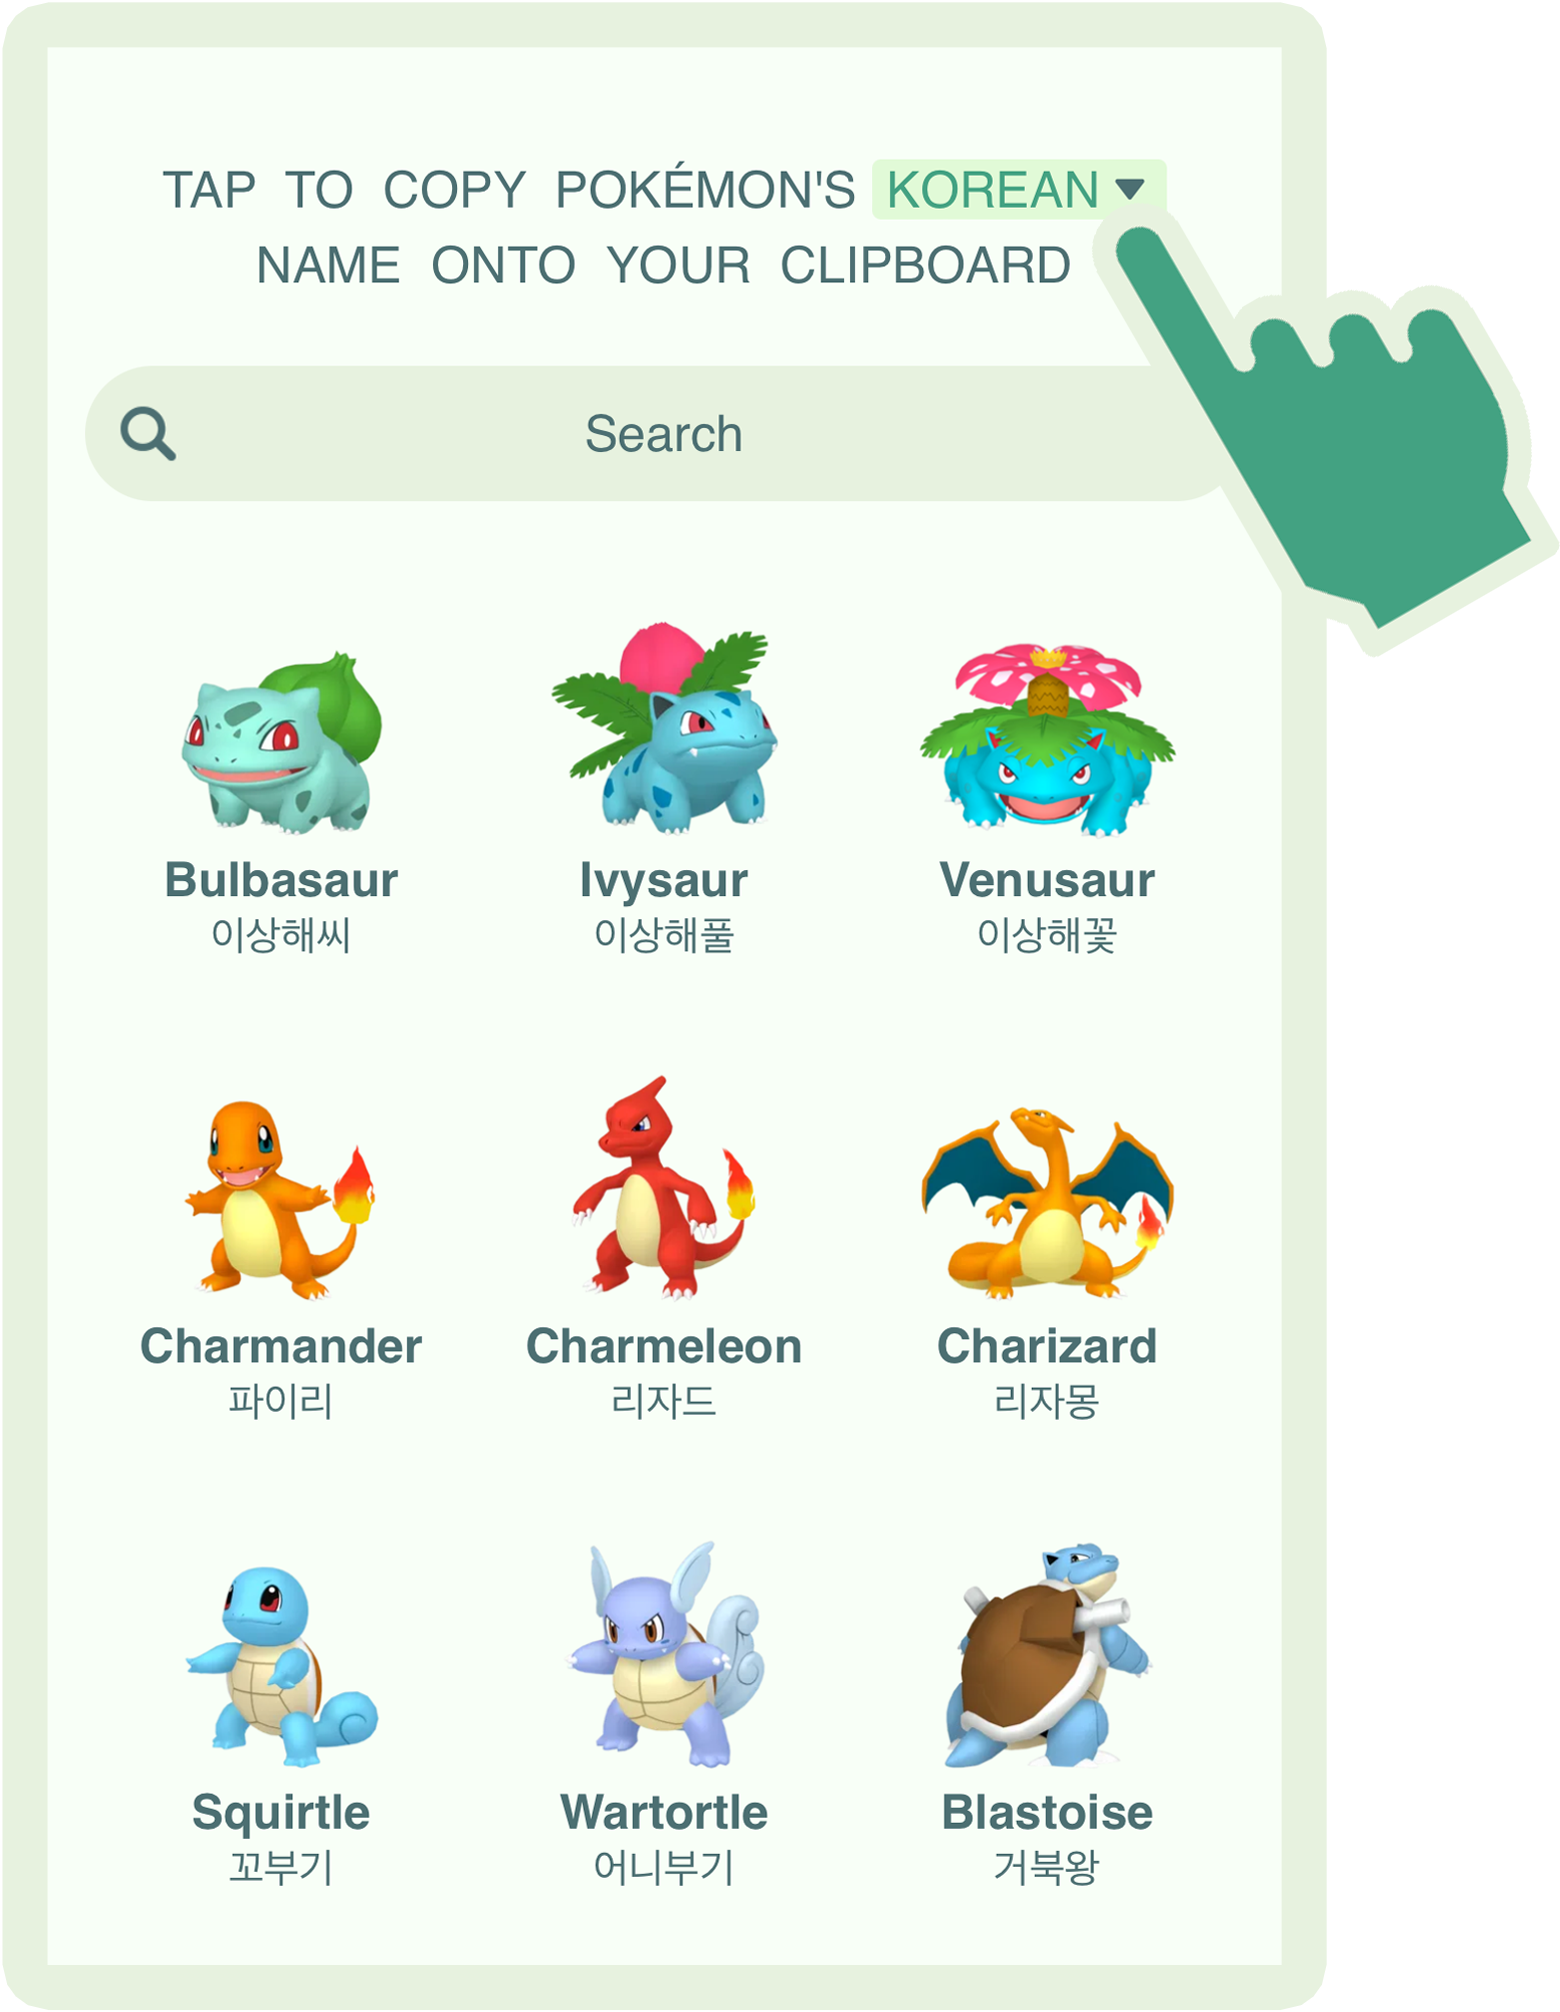 TAP TO COPY POKÉMON'S KOREAN
NAME ONTO YOUR CLIPBOARD
Search
Bulbasaur
이상해씨
Ivysaur
이상해풀
Venusaur
이상해꽃
Charmander
파이리
Charmeleon
리자드
Charizard
리자몽
Squirtle
꼬부기
Wartortle
어니부기
Blastoise
거북왕